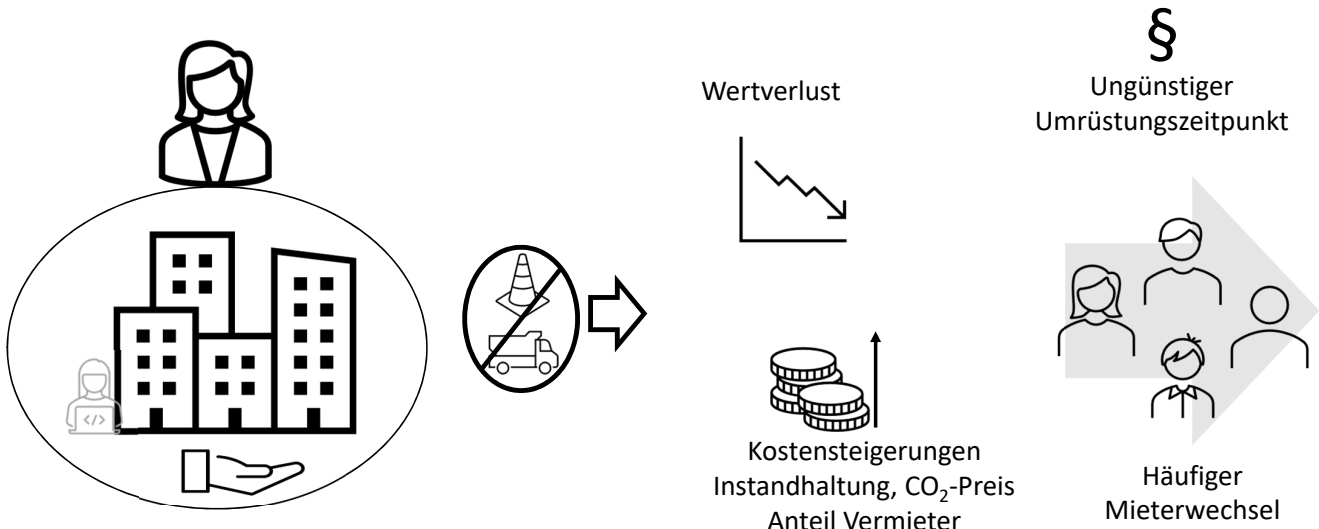 Wertverlust
§
Ungünstiger
Umrüstungszeitpunkt
</>
Kostensteigerungen
Instandhaltung, CO₂-Preis
Anteil Vermieter
Häufiger
Mieterwechsel